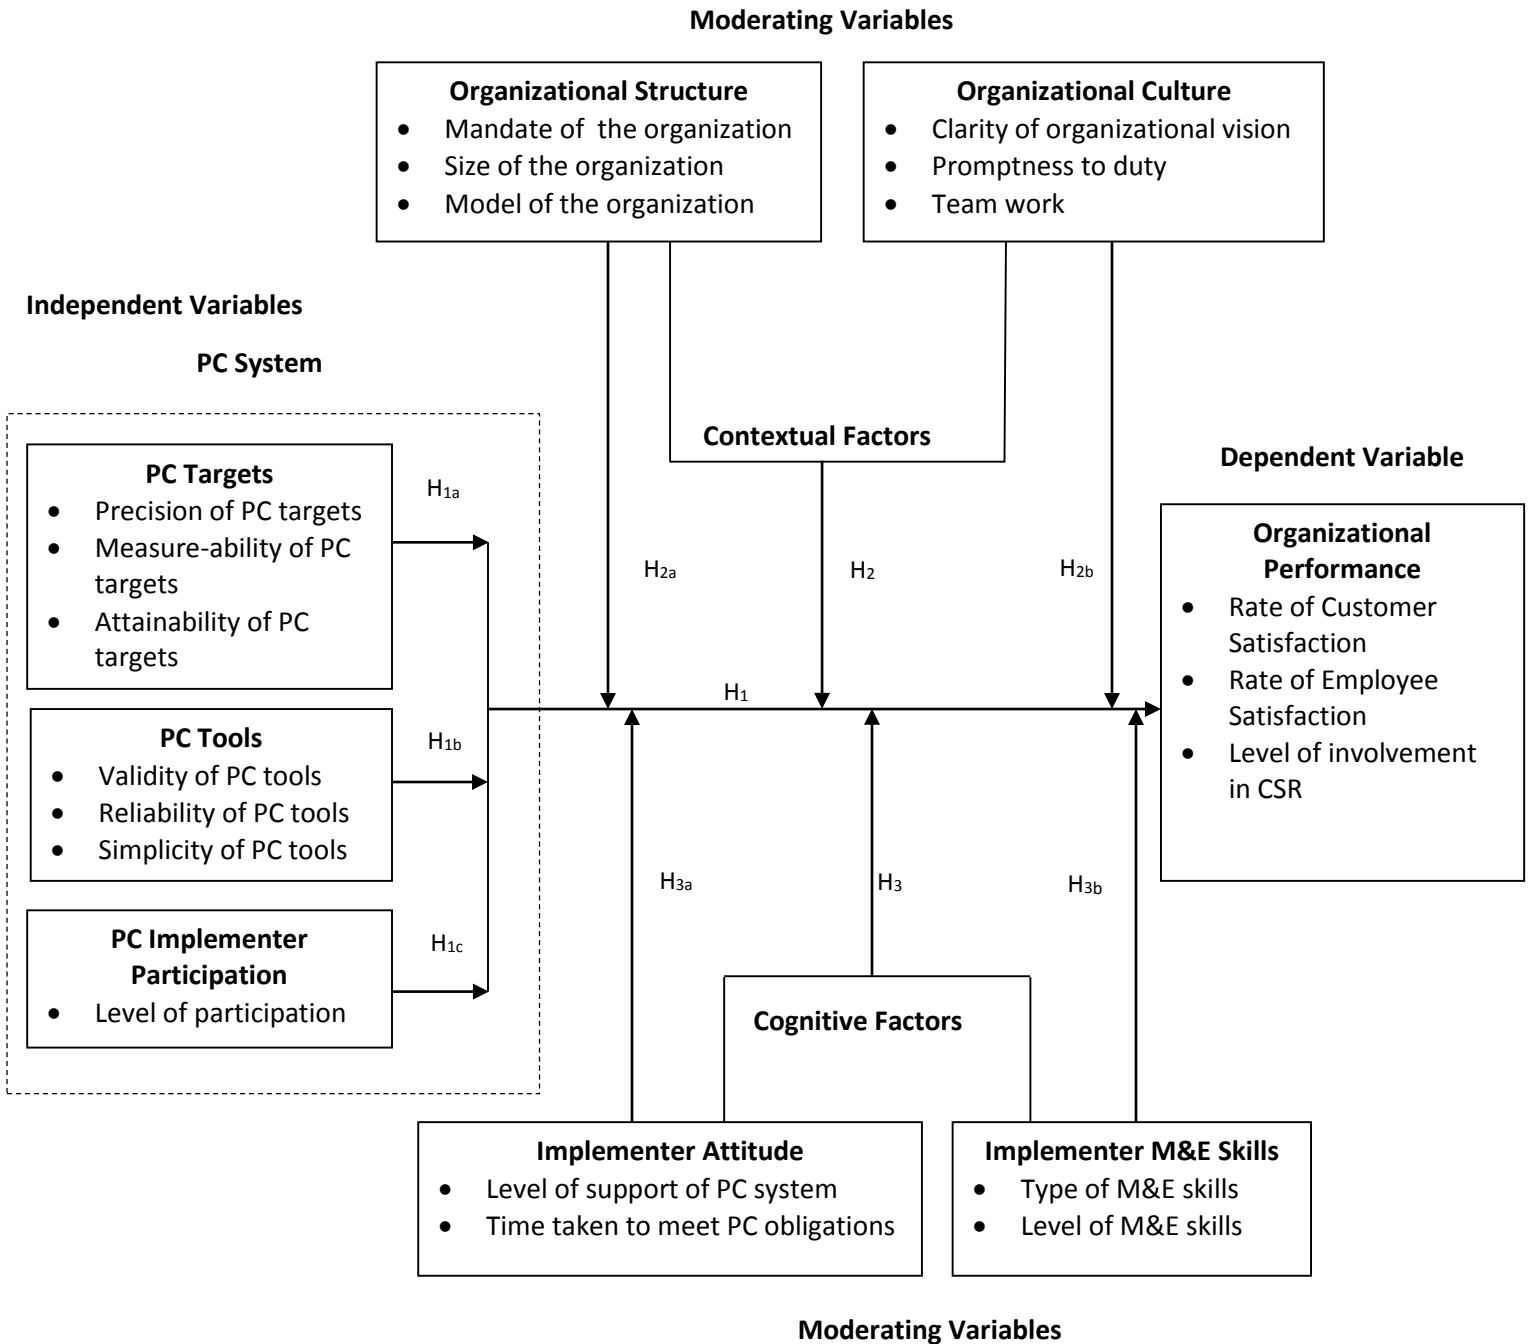 Moderating Variables
Organizational Structure
• Mandate of  the organization
• Size of the organization
• Model of the organization
Organizational Culture
• Clarity of organizational vision
• Promptness to duty
• Team work
Independent Variables
PC System
Contextual Factors
Dependent Variable
PC Targets
• Precision of PC targets
• Measure-ability of PC
targets
• Attainability of PC
targets
H1a
H2a
H2
H2b
Organizational
Performance
• Rate of Customer
Satisfaction
• Rate of Employee
Satisfaction
• Level of involvement
in CSR
H1
PC Tools
• Validity of PC tools
• Reliability of PC tools
• Simplicity of PC tools
H1b
H3a
H3
H3b
PC Implementer
Participation
• Level of participation
H1c
Cognitive Factors
Implementer Attitude
• Level of support of PC system
• Time taken to meet PC obligations
Implementer M&E Skills
• Type of M&E skills
• Level of M&E skills
Moderating Variables